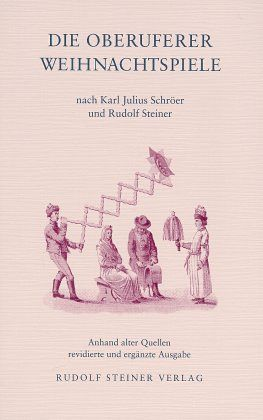 DIE OBERUFERER
WEIHNACHTSPIELE
nach Karl Julius Schröer
und Rudolf Steiner
Anhand alter Quellen
revidierte und ergänzte Ausgabe
RUDOLF STEINER VERLAG